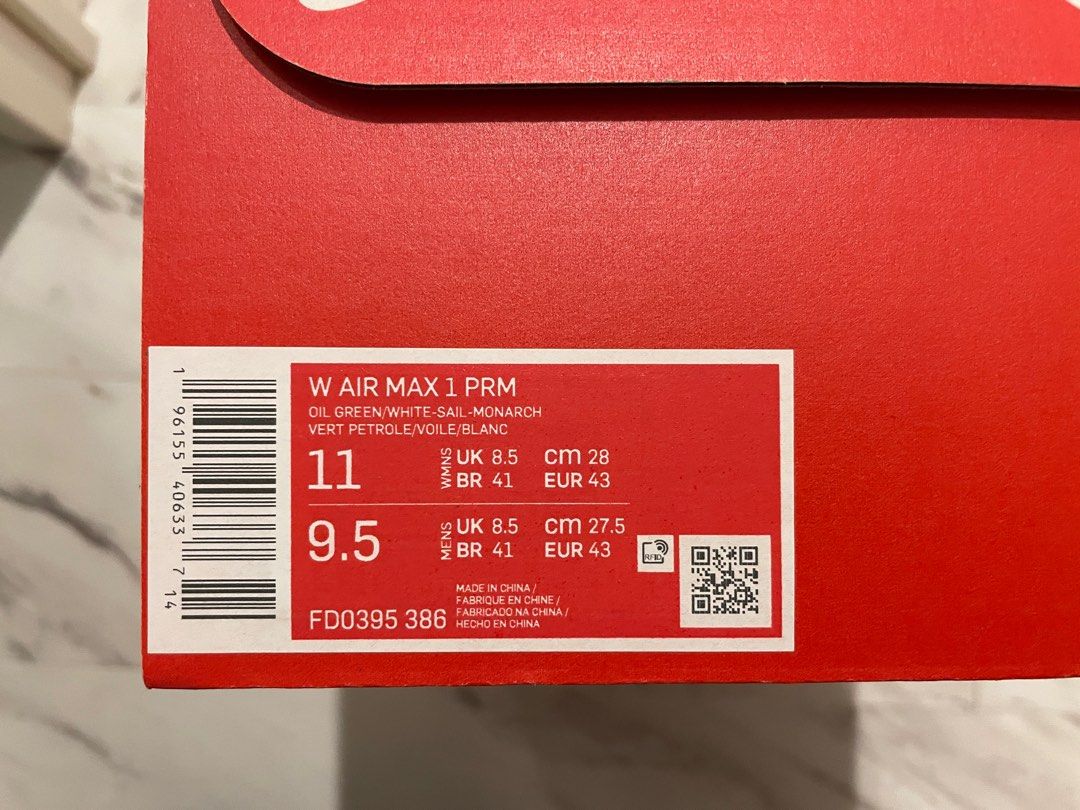 W AIR MAX 1 PRM
OIL GREEN/WHITE-SAIL-MONARCH
VERT PETROLE/VOILE/BLANC
11 WMNS UK 8.5 cm 28
BR 41 EUR 43
9.5 MENS UK 8.5 cm 27.5
BR 41 EUR 43
RFID
MADE IN CHINA /
FABRIQUE EN CHINE /
FABRICADO NA CHINA /
HECHO EN CHINA
FD0395 386
1 96155 40633 7 14